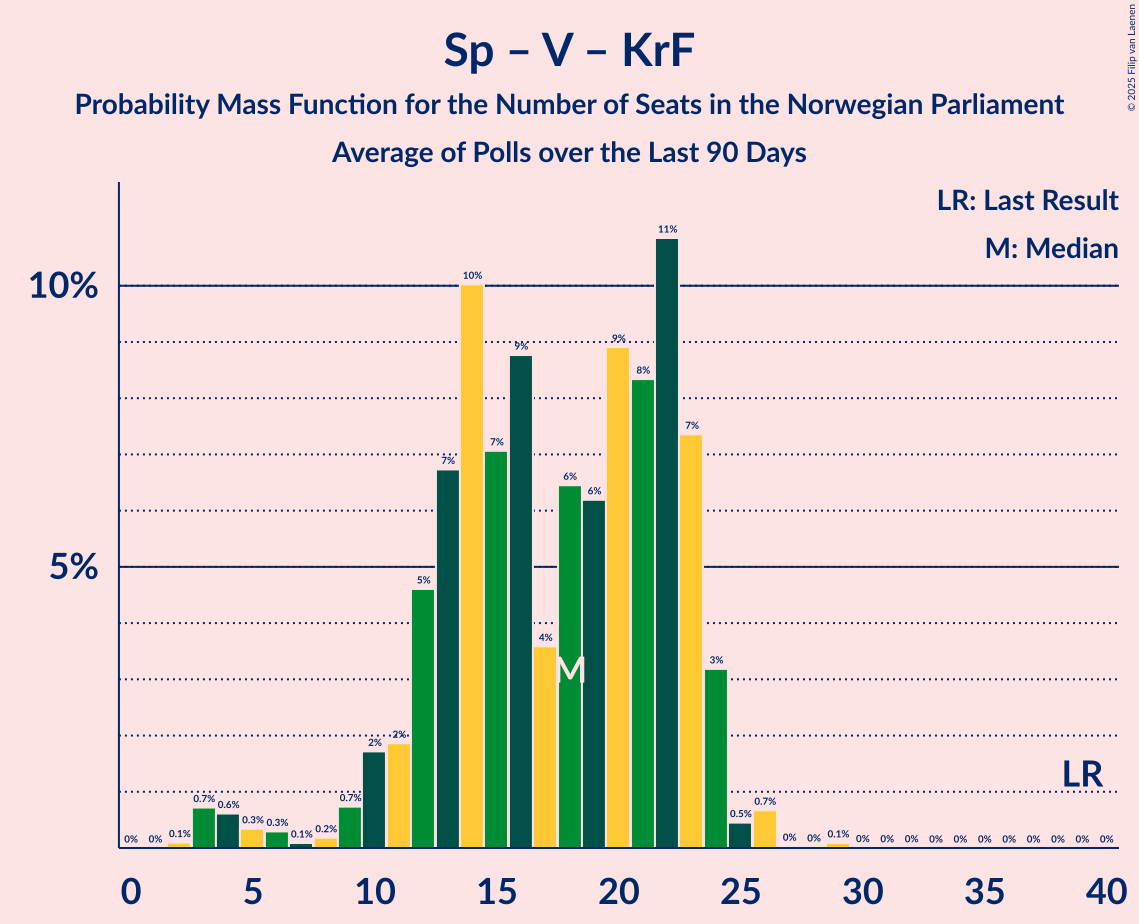 Sp – V – KrF
Probability Mass Function for the Number of Seats in the Norwegian Parliament
Average of Polls over the Last 90 Days
© 2025 Filip van Laenen
LR: Last Result
M: Median
10%
5%
0% 0% 0.1% 0.7% 0.6% 0.3% 0.3% 0.1% 0.2% 0.7% 2% 2% 5% 7% 10% 7% 9% 4% 6% 6% 9% 8% 11% 7% 3% 0.5% 0.7% 0% 0% 0.1% 0% 0% 0% 0% 0% 0% 0% 0% 0% 0% 0%
M
LR
0 5 10 15 20 25 30 35 40